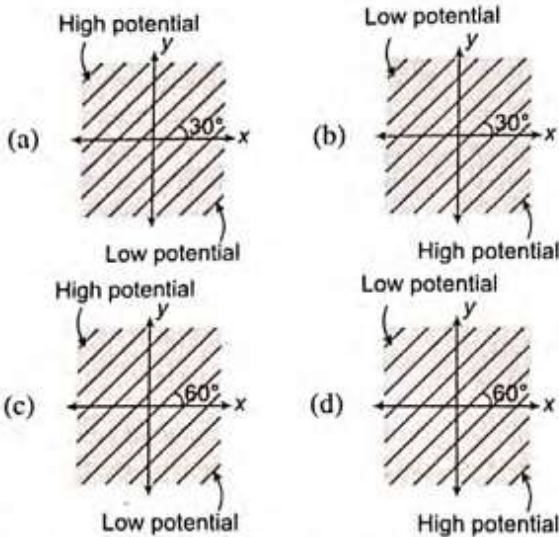 High potential
y
(a)
30°
x
Low potential
Low potential
y
(b)
30°
x
High potential
High potential
y
(c)
60°
x
Low potential
Low potential
y
(d)
60°
x
High potential